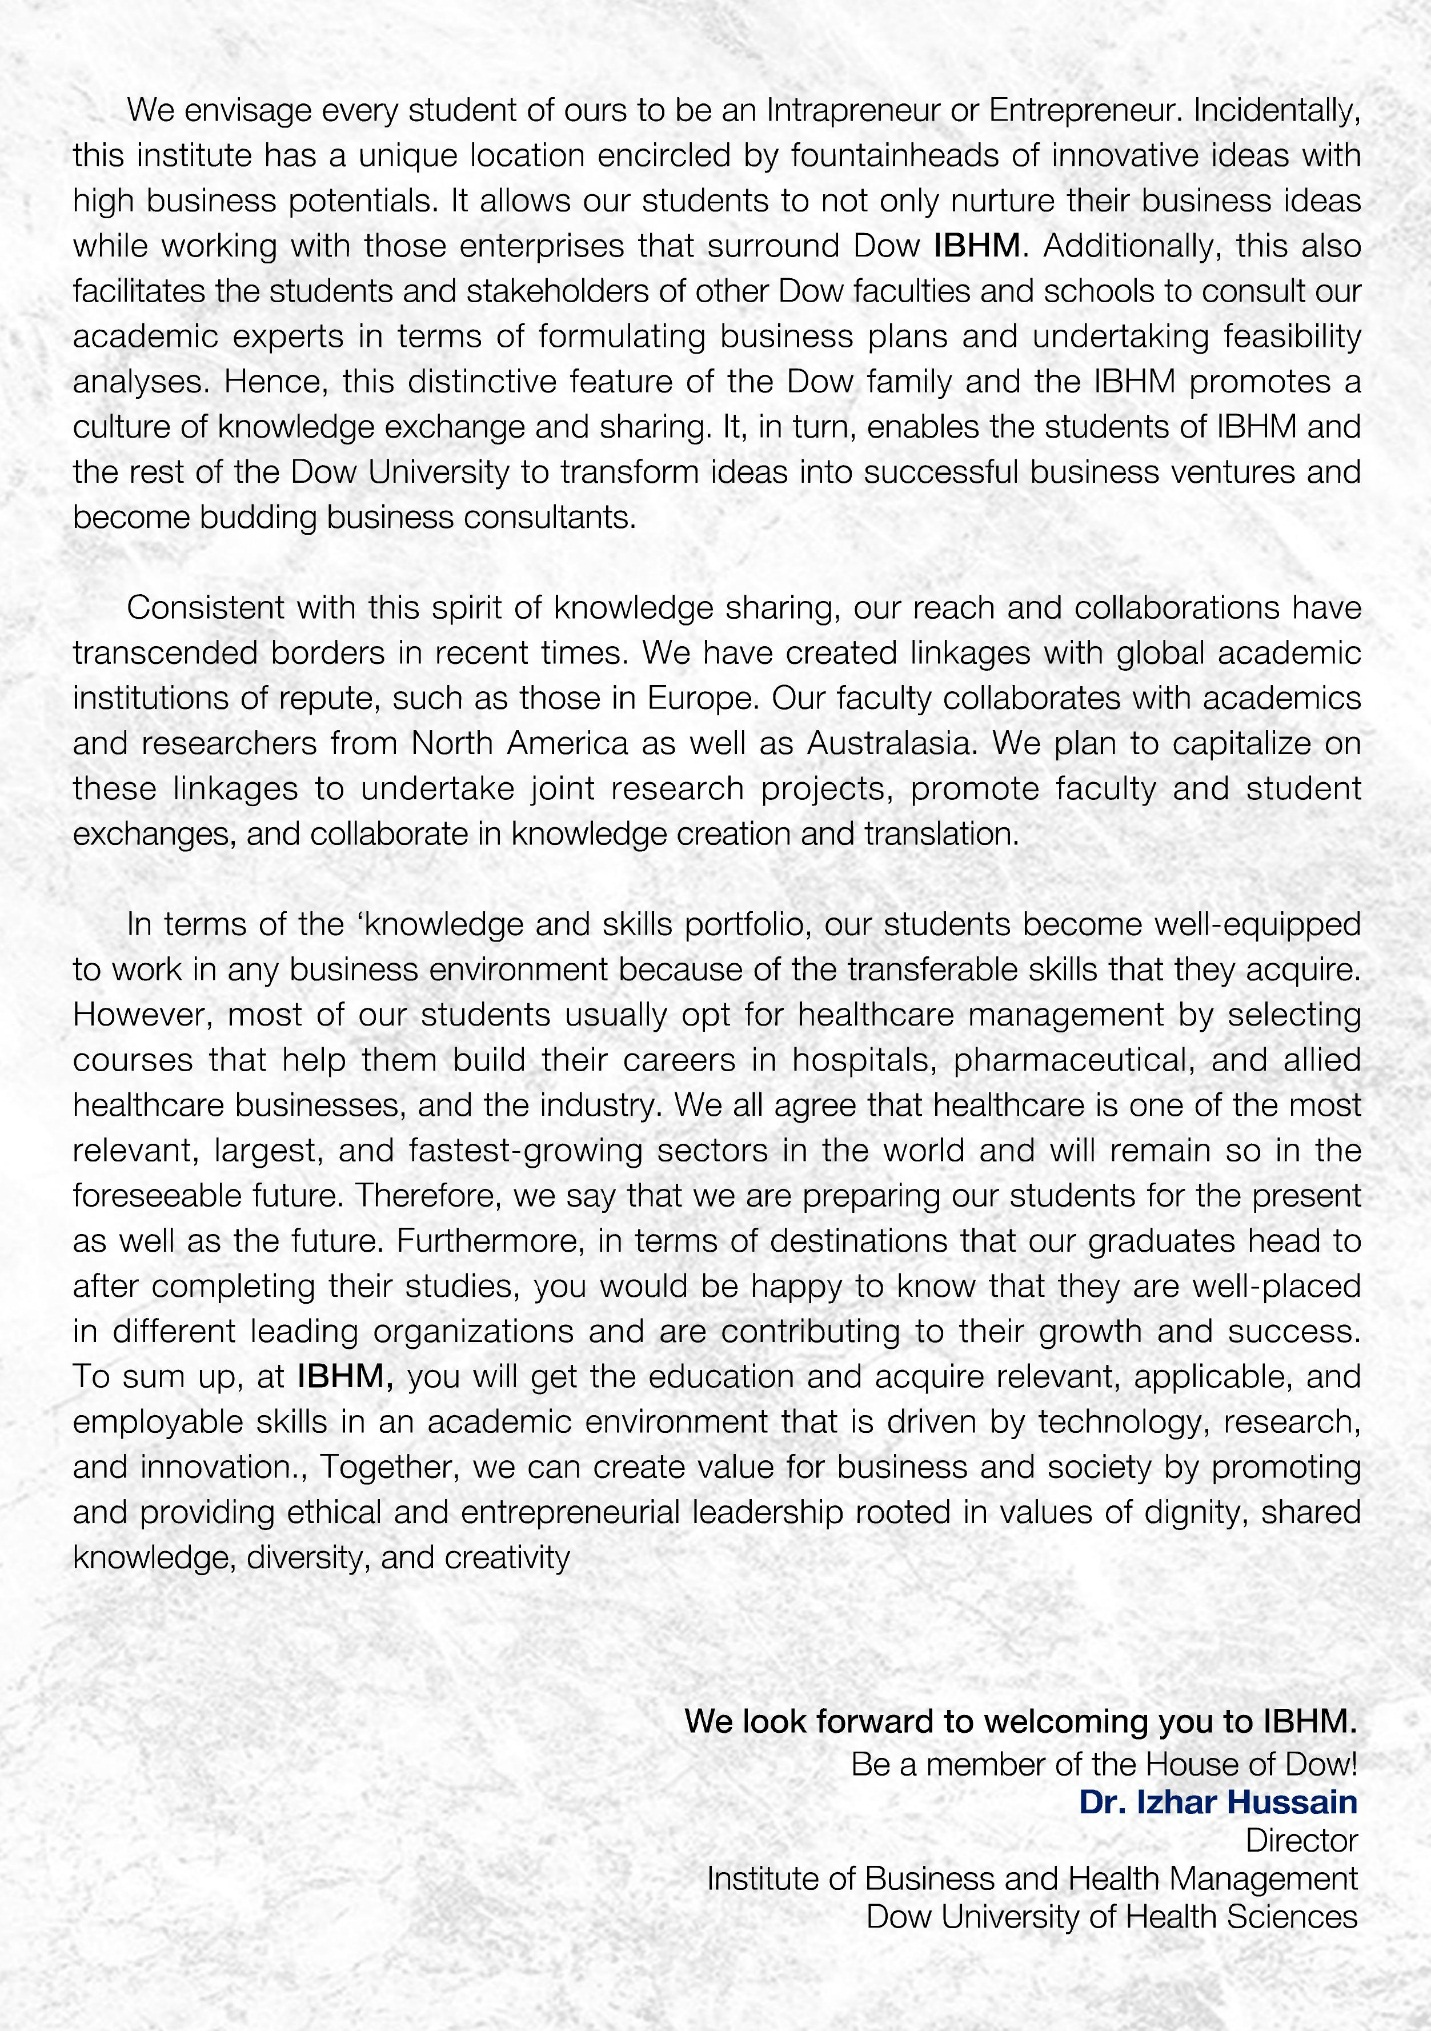 We envisage every student of ours to be an Intrapreneur or Entrepreneur. Incidentally,
this institute has a unique location encircled by fountainheads of innovative ideas with
high business potentials. It allows our students to not only nurture their business ideas
while working with those enterprises that surround Dow IBHM. Additionally, this also
facilitates the students and stakeholders of other Dow faculties and schools to consult our
academic experts in terms of formulating business plans and undertaking feasibility
analyses. Hence, this distinctive feature of the Dow family and the IBHM promotes a
culture of knowledge exchange and sharing. It, in turn, enables the students of IBHM and
the rest of the Dow University to transform ideas into successful business ventures and
become budding business consultants.
Consistent with this spirit of knowledge sharing, our reach and collaborations have
transcended borders in recent times. We have created linkages with global academic
institutions of repute, such as those in Europe. Our faculty collaborates with academics
and researchers from North America as well as Australasia. We plan to capitalize on
these linkages to undertake joint research projects, promote faculty and student
exchanges, and collaborate in knowledge creation and translation.
In terms of the ‘knowledge and skills portfolio, our students become well-equipped
to work in any business environment because of the transferable skills that they acquire.
However, most of our students usually opt for healthcare management by selecting
courses that help them build their careers in hospitals, pharmaceutical, and allied
healthcare businesses, and the industry. We all agree that healthcare is one of the most
relevant, largest, and fastest-growing sectors in the world and will remain so in the
foreseeable future. Therefore, we say that we are preparing our students for the present
as well as the future. Furthermore, in terms of destinations that our graduates head to
after completing their studies, you would be happy to know that they are well-placed
in different leading organizations and are contributing to their growth and success.
To sum up, at IBHM, you will get the education and acquire relevant, applicable, and
employable skills in an academic environment that is driven by technology, research,
and innovation., Together, we can create value for business and society by promoting
and providing ethical and entrepreneurial leadership rooted in values of dignity, shared
knowledge, diversity, and creativity
We look forward to welcoming you to IBHM.
Be a member of the House of Dow!
Dr. Izhar Hussain
Director
Institute of Business and Health Management
Dow University of Health Sciences